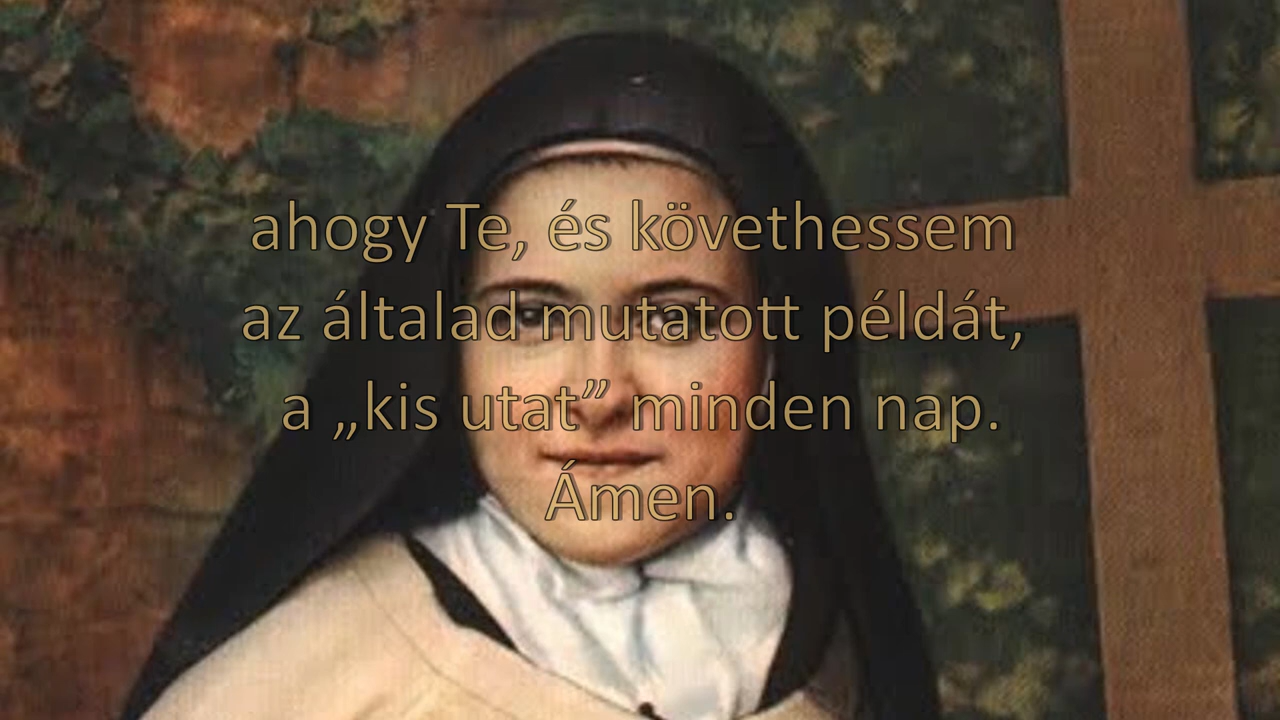 ahogy Te, és követhessem
az általad mutatott példát,
a „kis utat” minden nap.
Ámen.